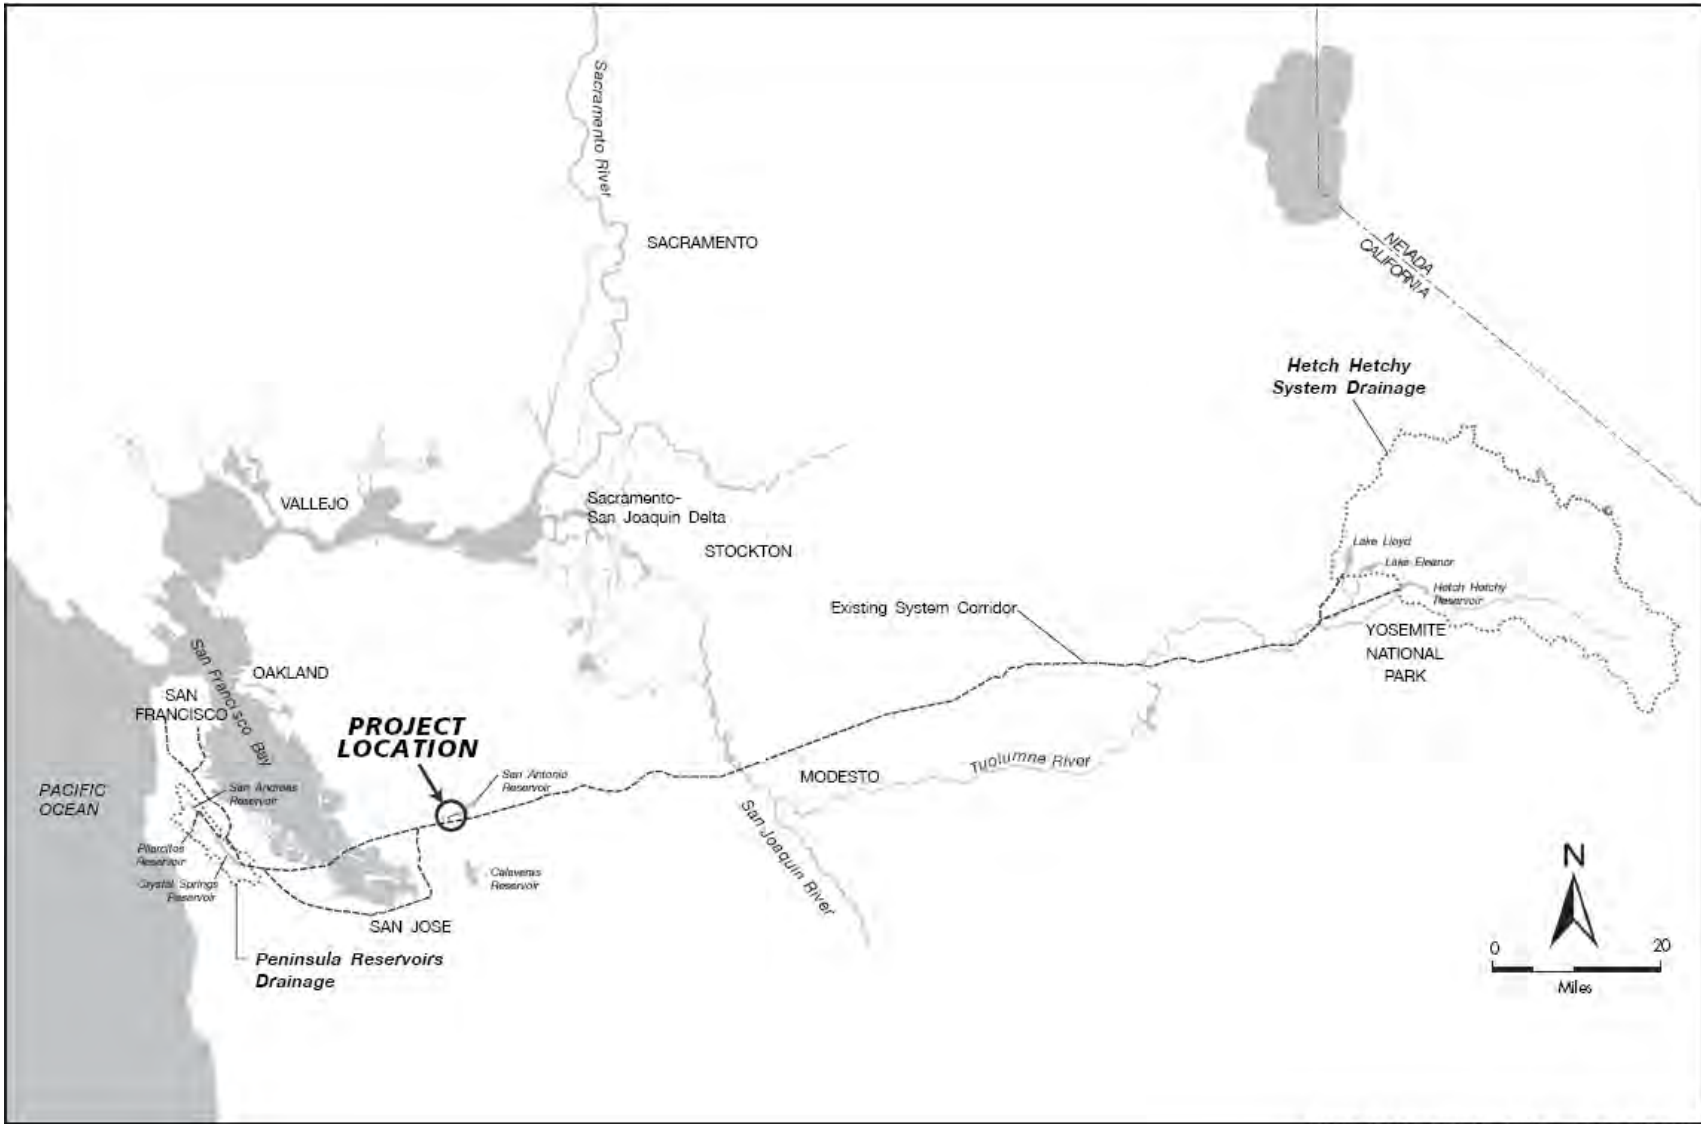 Sacramento River
SACRAMENTO
NEVADA
CALIFORNIA
Hetch Hetchy
System Drainage
VALLEJO
Sacramento-
San Joaquin Delta
STOCKTON
Lake Lloyd
Lake Eleanor
Hetch Hetchy
Reservoir
Existing System Corridor
YOSEMITE
NATIONAL
PARK
San Francisco Bay
OAKLAND
SAN
FRANCISCO
PROJECT
LOCATION
San Antonio
Reservoir
MODESTO
Tuolumne River
San Joaquin River
PACIFIC
OCEAN
San Andreas
Reservoir
Pilarcitos
Reservoir
Crystal Springs
Reservoir
Calaveras
Reservoir
SAN JOSE
Peninsula Reservoirs
Drainage
N
0 20
Miles